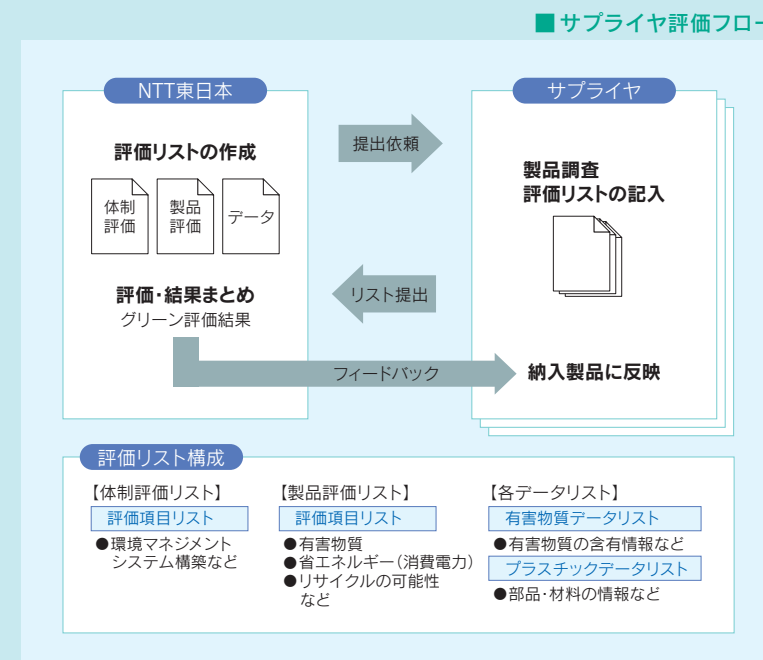 ■サプライヤ評価フロー
NTT東日本
評価リストの作成
体制
評価
製品
評価
データ
評価・結果まとめ
グリーン評価結果
提出依頼
リスト提出
フィードバック
サプライヤ
製品調査
評価リストの記入
納入製品に反映
評価リスト構成
【体制評価リスト】
評価項目リスト
●環境マネジメント
システム構築など
【製品評価リスト】
評価項目リスト
●有害物質
●省エネルギー（消費電力）
●リサイクルの可能性
など
【各データリスト】
有害物質データリスト
●有害物質の含有情報など
プラスチックデータリスト
●部品・材料の情報など